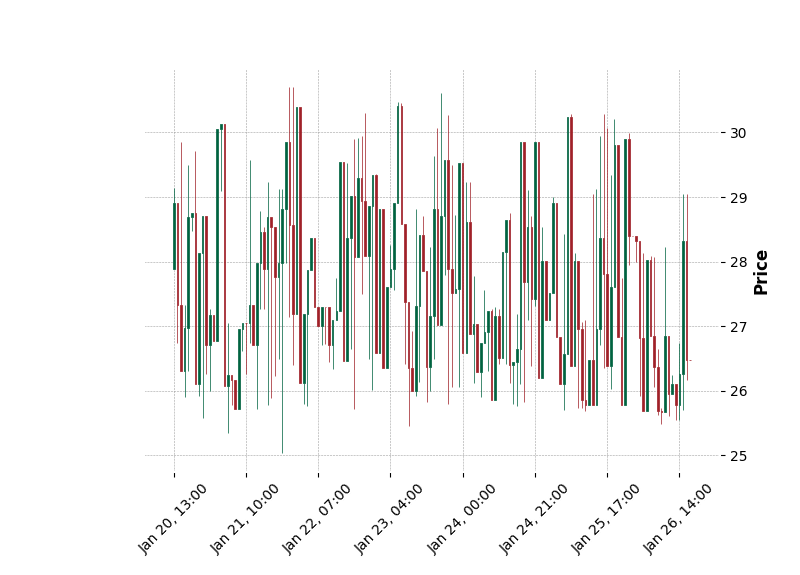 30
29
28
27
26
25
Price
Jan 20, 13:00
Jan 21, 10:00
Jan 22, 07:00
Jan 23, 04:00
Jan 24, 00:00
Jan 24, 21:00
Jan 25, 17:00
Jan 26, 14:00